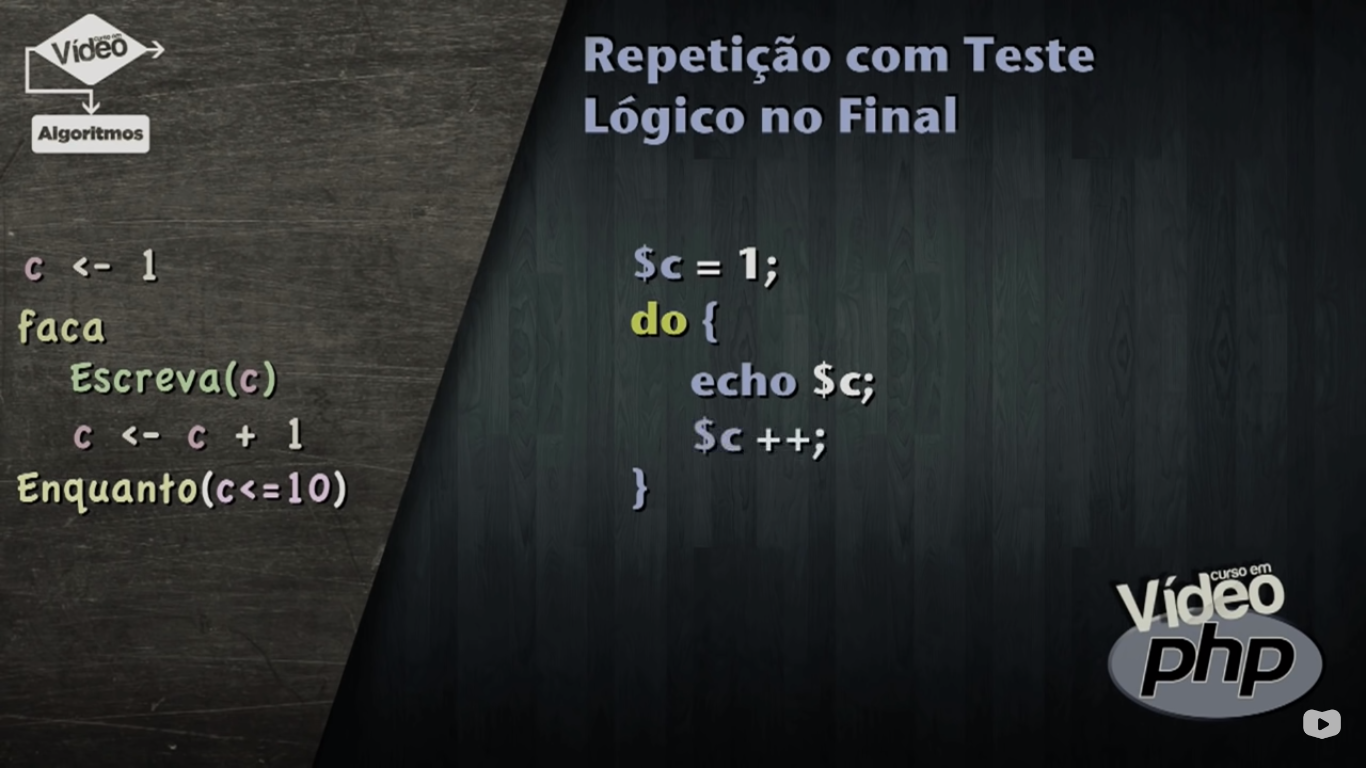 curso em
Vídeo
Algoritmos
Repetição com Teste
Lógico no Final
c <- 1
faca
Escreva(c)
c <- c + 1
Enquanto(c<=10)
$c = 1;
do {
echo $c;
$c ++;
}
curso em
Vídeo
php